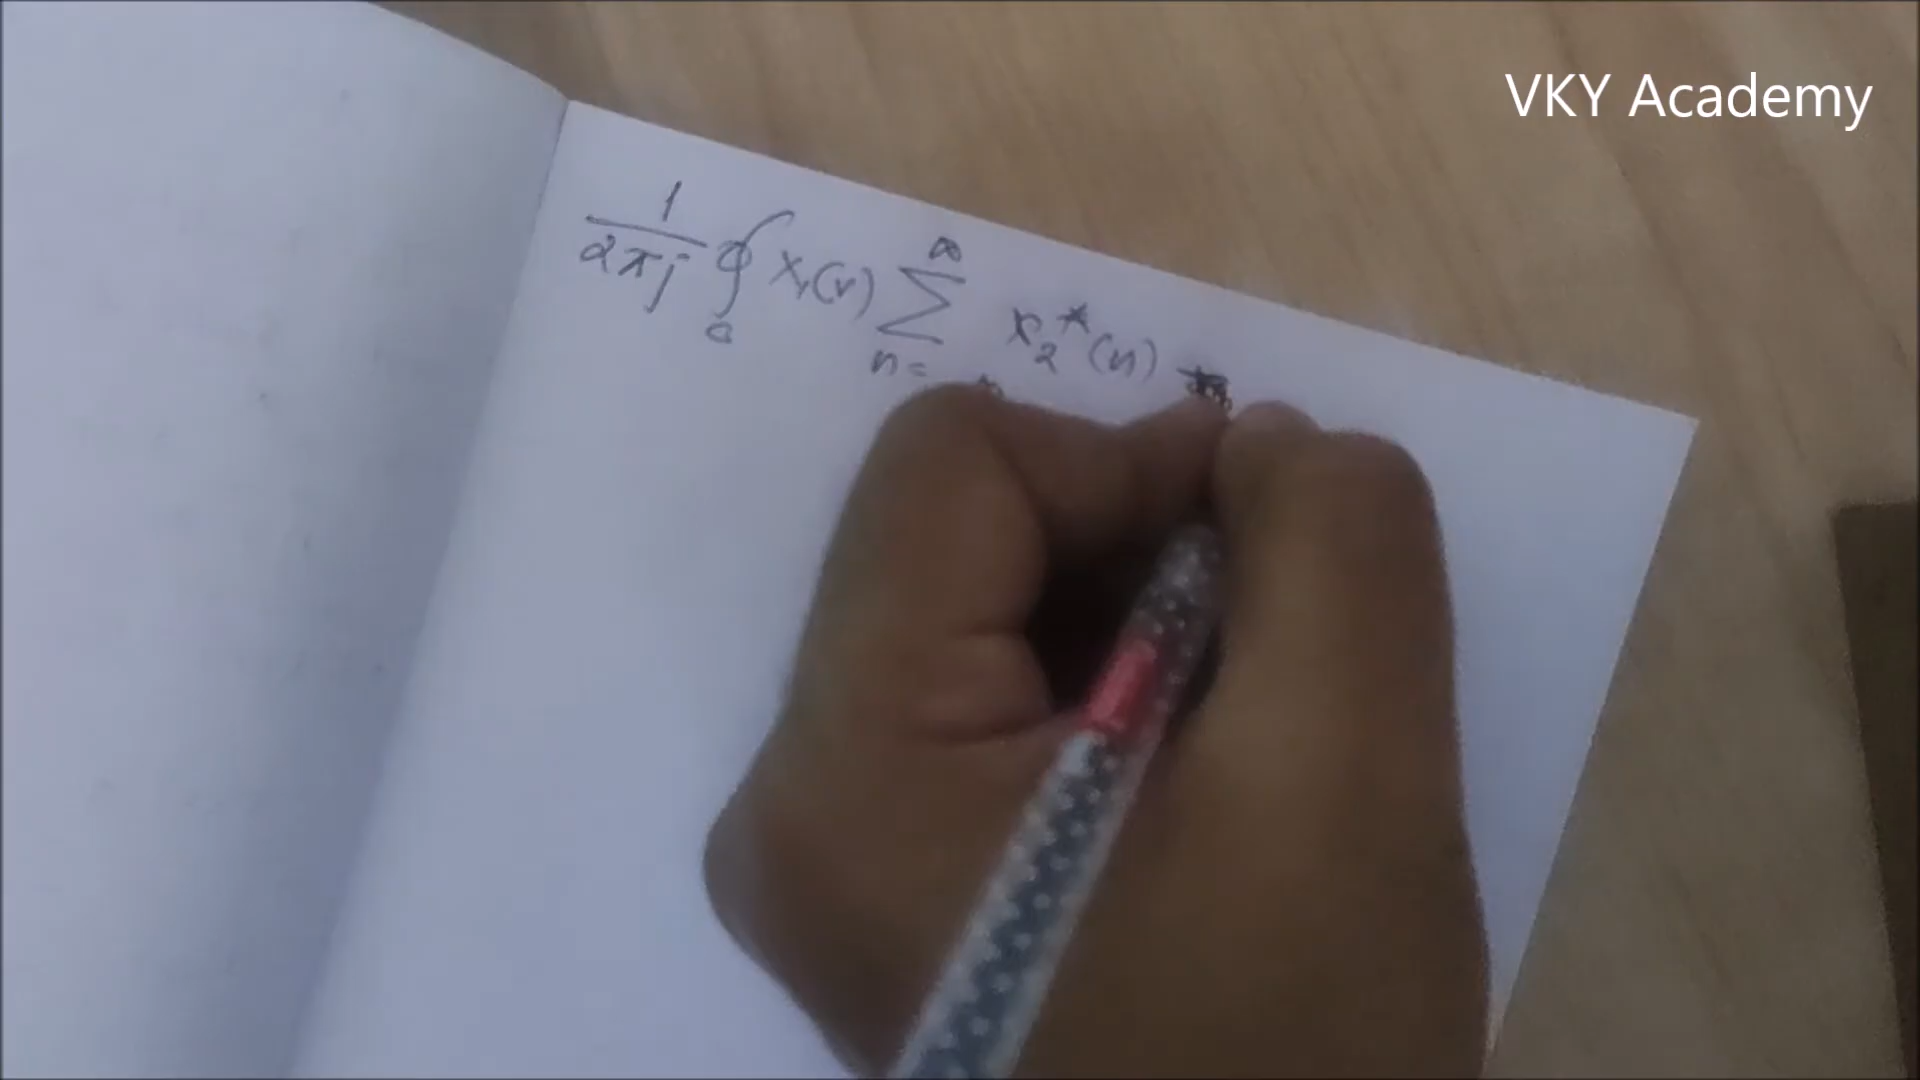 VKY Academy
1/2πj ∮c X₁(v) ∑ n= ∞ x₂*(n)